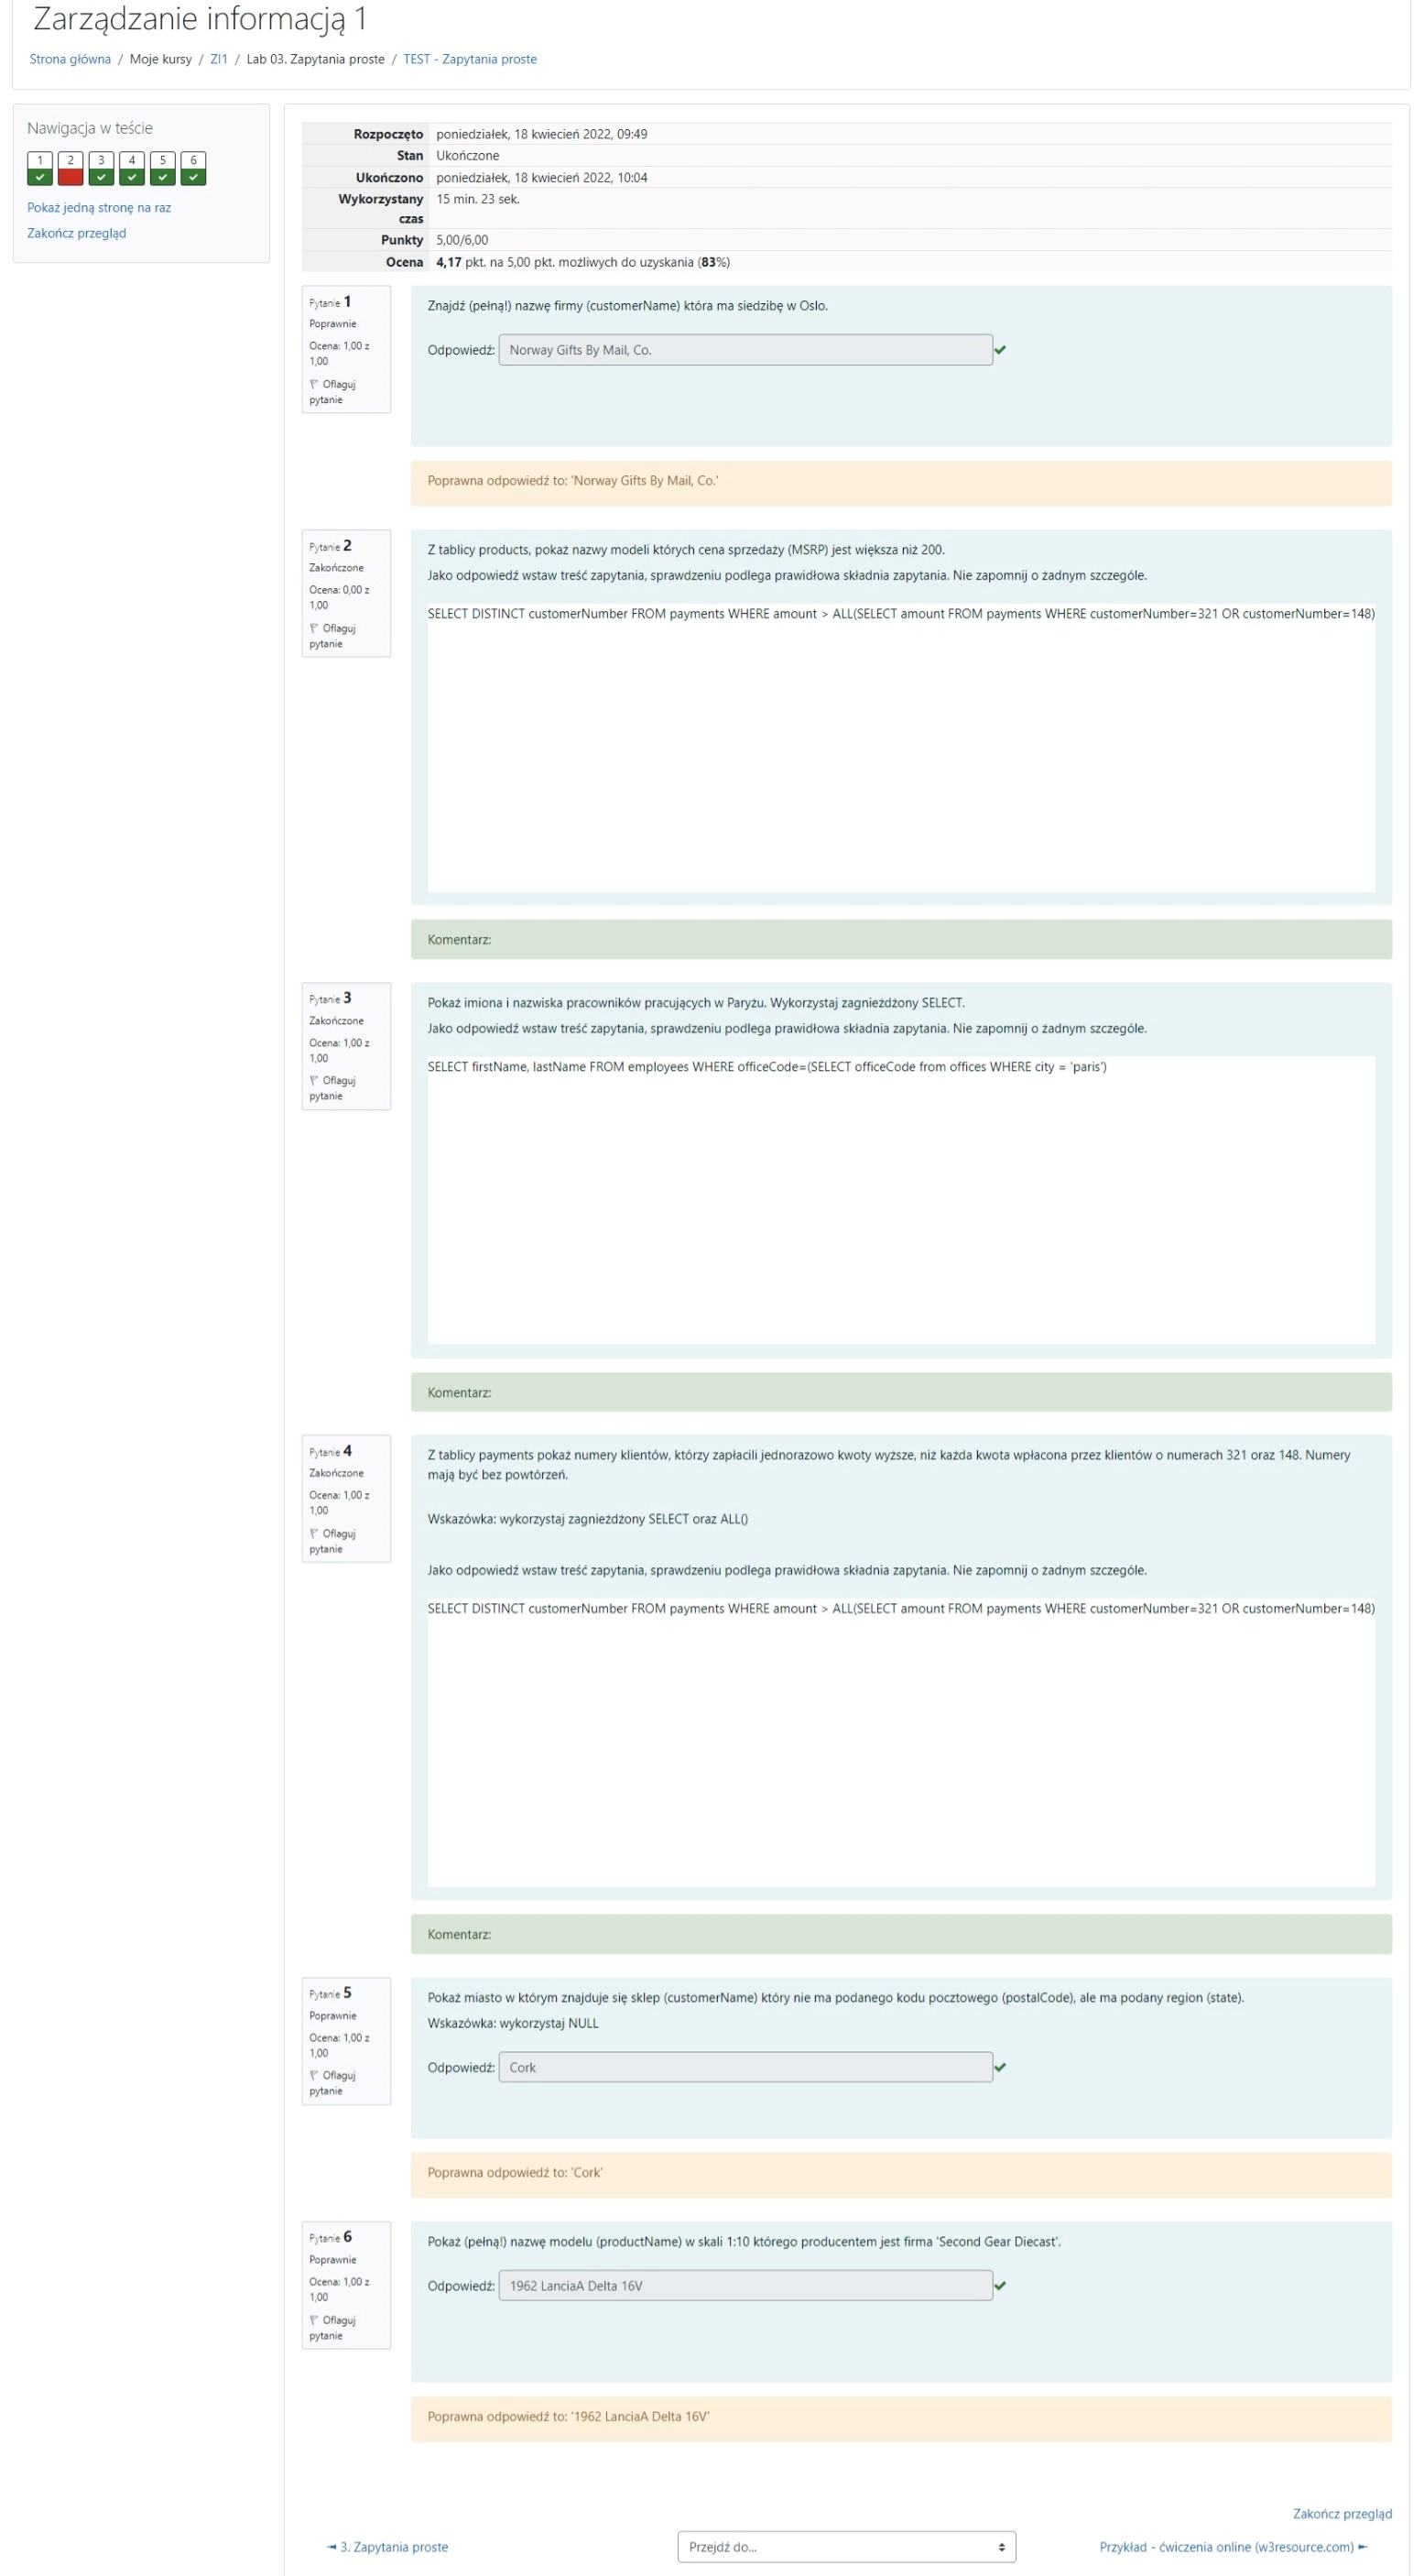 Zarządzanie informacją 1
Strona główna / Moje kursy / ZI1 / Lab 03. Zapytania proste / TEST - Zapytania proste
Nawigacja w teście
1 2 3 4 5 6
Pokaż jedną stronę na raz
Zakończ przegląd
Rozpoczęto poniedziałek, 18 kwiecień 2022, 09:49
Stan Ukończone
Ukończono poniedziałek, 18 kwiecień 2022, 10:04
Wykorzystany 15 min. 23 sek.
czas
Punkty 5,00/6,00
Ocena 4,17 pkt. na 5,00 pkt. możliwych do uzyskania (83%)
Pytanie 1
Poprawnie
Ocena: 1,00 z
1,00
Oflaguj
pytanie
Znajdź (pełną!) nazwę firmy (customerName) która ma siedzibę w Oslo.
Odpowiedź: Norway Gifts By Mail, Co.
Poprawna odpowiedź to: 'Norway Gifts By Mail, Co.'
Pytanie 2
Zakończone
Ocena: 0,00 z
1,00
Oflaguj
pytanie
Z tablicy products, pokaż nazwy modeli których cena sprzedaży (MSRP) jest większa niż 200.
Jako odpowiedź wstaw treść zapytania, sprawdzeniu podlega prawidłowa składnia zapytania. Nie zapomnij o żadnym szczególe.
SELECT DISTINCT customerNumber FROM payments WHERE amount > ALL(SELECT amount FROM payments WHERE customerNumber=321 OR customerNumber=148)
Komentarz:
Pytanie 3
Zakończone
Ocena: 1,00 z
1,00
Oflaguj
pytanie
Pokaż imiona i nazwiska pracowników pracujących w Paryżu. Wykorzystaj zagnieżdżony SELECT.
Jako odpowiedź wstaw treść zapytania, sprawdzeniu podlega prawidłowa składnia zapytania. Nie zapomnij o żadnym szczególe.
SELECT firstName, lastName FROM employees WHERE officeCode=(SELECT officeCode from offices WHERE city = 'paris')
Komentarz:
Pytanie 4
Zakończone
Ocena: 1,00 z
1,00
Oflaguj
pytanie
Z tablicy payments pokaż numery klientów, którzy zapłacili jednorazowo kwoty wyższe, niż każda kwota wpłacona przez klientów o numerach 321 oraz 148. Numery
mają być bez powtórzeń.
Wskazówka: wykorzystaj zagnieżdżony SELECT oraz ALL()
Jako odpowiedź wstaw treść zapytania, sprawdzeniu podlega prawidłowa składnia zapytania. Nie zapomnij o żadnym szczególe.
SELECT DISTINCT customerNumber FROM payments WHERE amount > ALL(SELECT amount FROM payments WHERE customerNumber=321 OR customerNumber=148)
Komentarz:
Pytanie 5
Poprawnie
Ocena: 1,00 z
1,00
Oflaguj
pytanie
Pokaż miasto w którym znajduje się sklep (customerName) który nie ma podanego kodu pocztowego (postalCode), ale ma podany region (state).
Wskazówka: wykorzystaj NULL
Odpowiedź: Cork
Poprawna odpowiedź to: 'Cork'
Pytanie 6
Poprawnie
Ocena: 1,00 z
1,00
Oflaguj
pytanie
Pokaż (pełną!) nazwę modelu (productName) w skali 1:10 którego producentem jest firma 'Second Gear Diecast'.
Odpowiedź: 1962 LanciaA Delta 16V
Poprawna odpowiedź to: '1962 LanciaA Delta 16V'
Zakończ przegląd
◄ 3. Zapytania proste
Przejdź do...
Przykład - ćwiczenia online (w3resource.com) ►